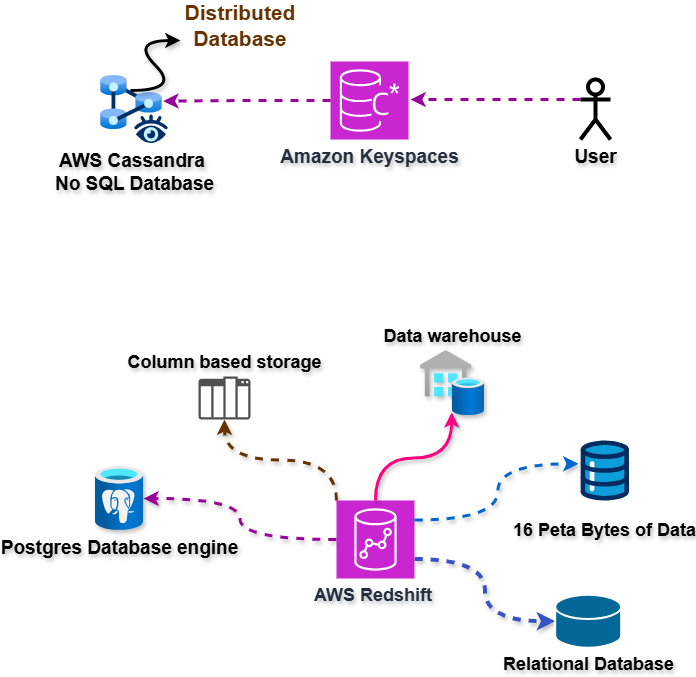 Distributed
Database
AWS Cassandra
No SQL Database
C*
Amazon Keyspaces
User
Data warehouse
Column based storage
16 Peta Bytes of Data
Postgres Database engine
AWS Redshift
Relational Database